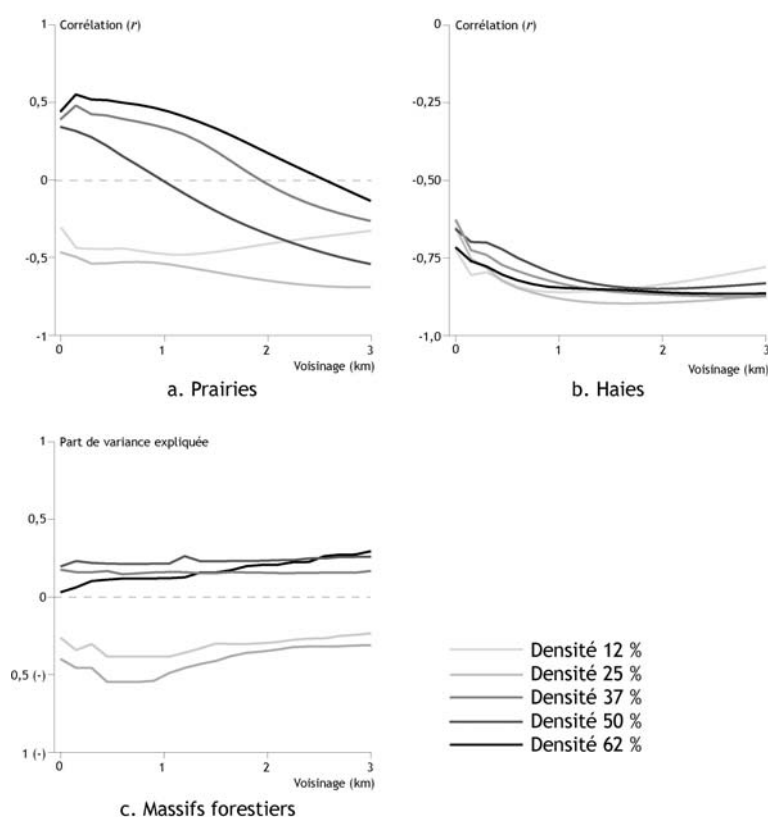 Corrélation (r)
1
0,5
0
-0,5
-1
0
1
2
3
Voisinage (km)
a. Prairies
Corrélation (r)
0
-0,25
-0,50
-0,75
-1,0
0
1
2
3
Voisinage (km)
b. Haies
Part de variance expliquée
1
0,5
0
0,5 (-)
1 (-)
0
1
2
3
Voisinage (km)
c. Massifs forestiers
Densité 12 %
Densité 25 %
Densité 37 %
Densité 50 %
Densité 62 %